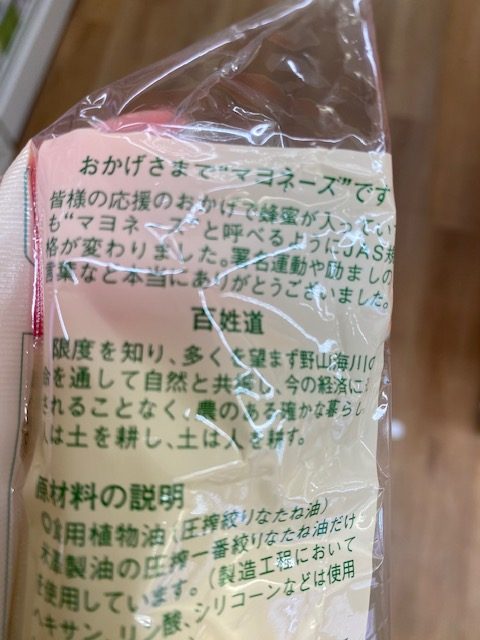 おかげさまで"マヨネーズ"です
皆様の応援のおかげで蜂蜜が入ってい
も"マヨネーズ"と呼べるようにJAS規
格が変わりました。署名運動や励ましの
言葉など本当にありがとうございました。
百姓道
限度を知り、多くを望まず野山海川の
命を通して自然と共 し、今の経済に
されることなく、農のある確かな暮らし
人は土を耕し、土は人を耕す。
原材料の説明
食用植物油(圧搾絞りなたね油)
製油の圧搾一番絞りなたね油だけ
を使用しています。(製造工程において
ヘキサン、リン酸、シリコーンなどは使用